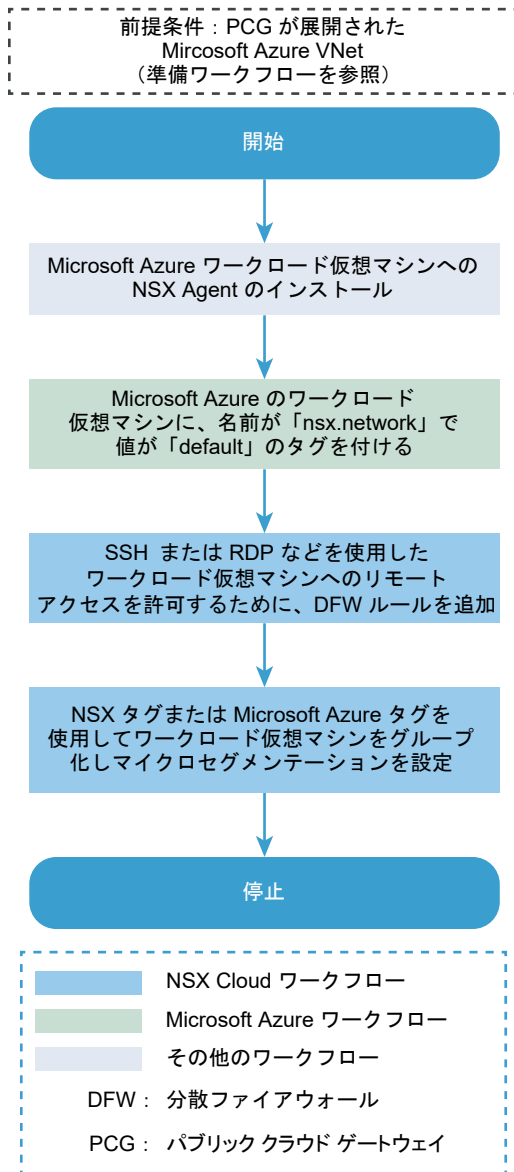 前提条件：PCG が展開された
Mircosoft Azure VNet
（準備ワークフローを参照）
開始
Microsoft Azure ワークロード仮想マシンへの
NSX Agent のインストール
Microsoft Azure のワークロード
仮想マシンに、名前が「nsx.network」で
値が「default」のタグを付ける
SSH または RDP などを使用した
ワークロード仮想マシンへのリモート
アクセスを許可するために、DFW ルールを追加
NSX タグまたは Microsoft Azure タグを
使用してワークロード仮想マシンをグループ
化しマイクロセグメンテーションを設定
停止
NSX Cloud ワークフロー
Microsoft Azure ワークフロー
その他のワークフロー
DFW： 分散ファイアウォール
PCG： パブリック クラウド ゲートウェイ